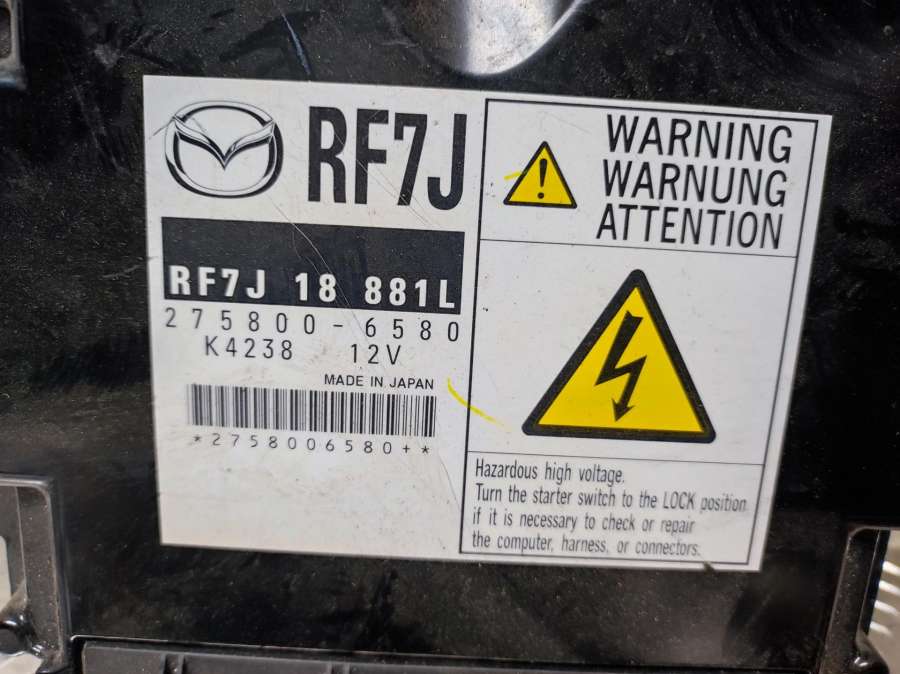 RF7J
RF7J 18 881L
275800-6580
K4238 12V
MADE IN JAPAN
*2758006580+*
WARNING
WARNUNG
ATTENTION
Hazardous high voltage.
Turn the starter switch to the LOCK position
if it is necessary to check or repair
the computer, harness, or connectors.